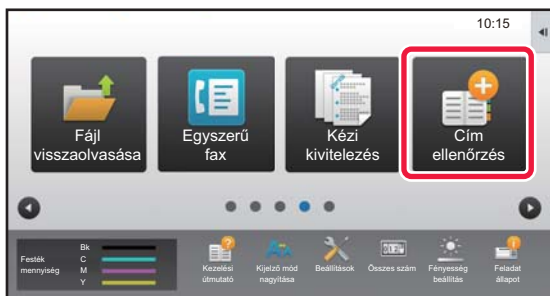 10:15
Fájl
visszaolvasása
Egyszerű
fax
Kézi
kivitelezés
Cím
ellenőrzés
Festék
mennyiség
Bk
C
M
Y
Kezelési
útmutató
Kijelző mód
nagyítása
Beállítások
Összes szám
Fényesség
beállítás
Feladat
állapot